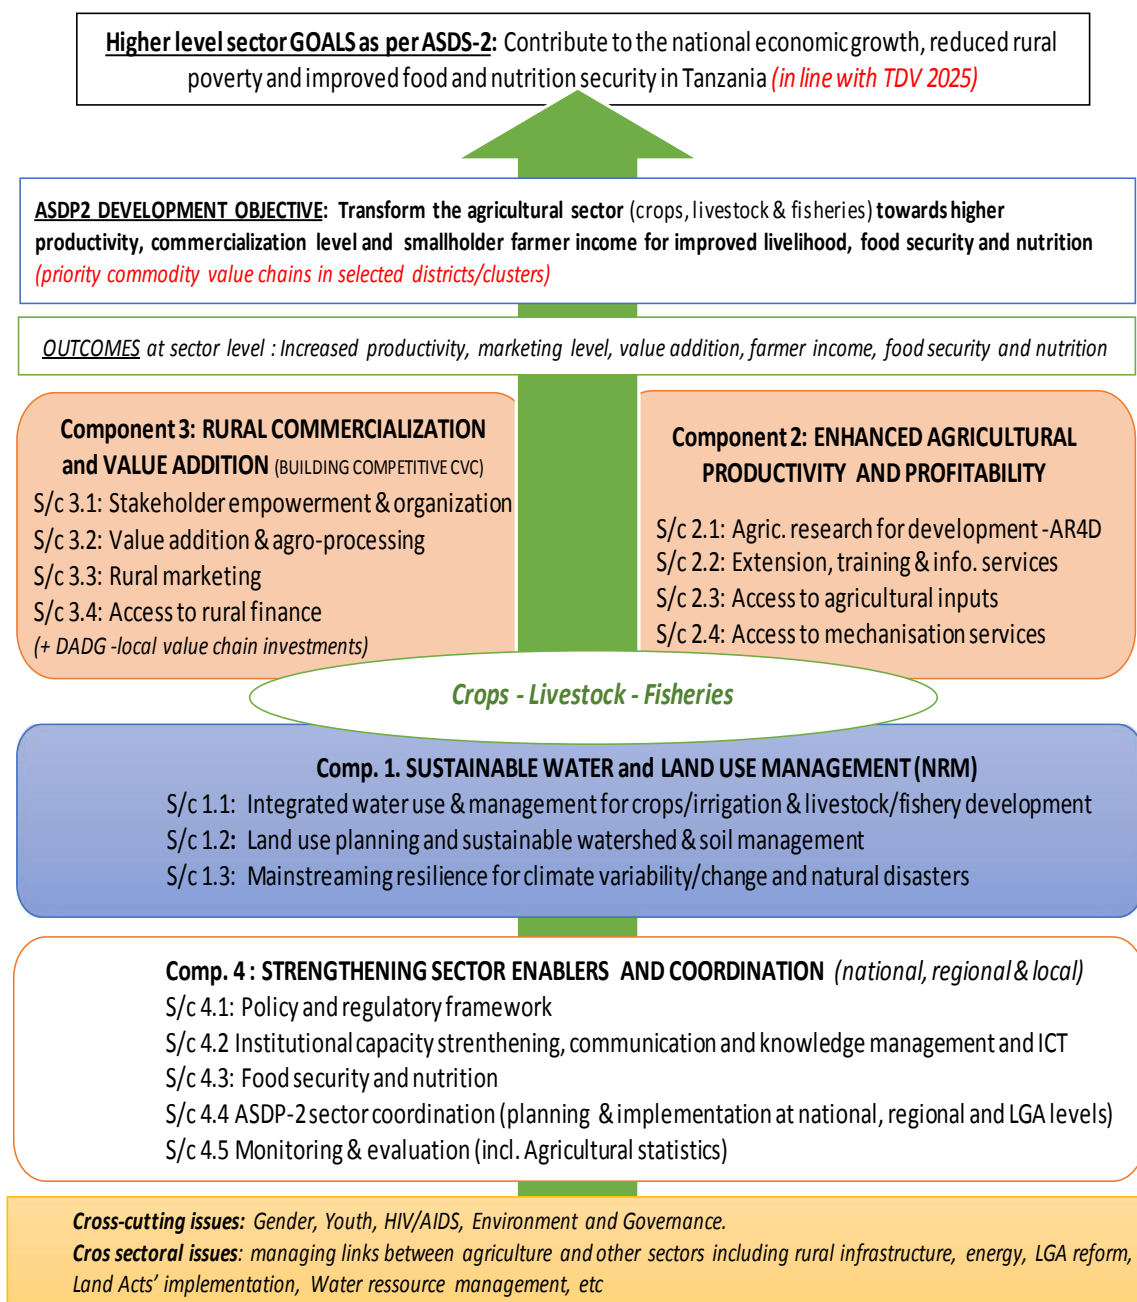 Higher level sector GOALS as per ASDS-2: Contribute to the national economic growth, reduced rural
poverty and improved food and nutrition security in Tanzania (in line with TDV 2025)
ASDP2 DEVELOPMENT OBJECTIVE: Transform the agricultural sector (crops, livestock & fisheries) towards higher
productivity, commercialization level and smallholder farmer income for improved livelihood, food security and nutrition
(priority commodity value chains in selected districts/clusters)
OUTCOMES at sector level : Increased productivity, marketing level, value addition, farmer income, food security and nutrition
Component 3: RURAL COMMERCIALIZATION
and VALUE ADDITION (BUILDING COMPETITIVE CVC)
S/c 3.1: Stakeholder empowerment & organization
S/c 3.2: Value addition & agro-processing
S/c 3.3: Rural marketing
S/c 3.4: Access to rural finance
(+ DADG -local value chain investments)
Component 2: ENHANCED AGRICULTURAL
PRODUCTIVITY AND PROFITABILITY
S/c 2.1: Agric. research for development -AR4D
S/c 2.2: Extension, training & info. services
S/c 2.3: Access to agricultural inputs
S/c 2.4: Access to mechanisation services
Crops - Livestock - Fisheries
Comp. 1. SUSTAINABLE WATER and LAND USE MANAGEMENT (NRM)
S/c 1.1: Integrated water use & management for crops/irrigation & livestock/fishery development
S/c 1.2: Land use planning and sustainable watershed & soil management
S/c 1.3: Mainstreaming resilience for climate variability/change and natural disasters
Comp. 4 : STRENGTHENING SECTOR ENABLERS AND COORDINATION (national, regional & local)
S/c 4.1: Policy and regulatory framework
S/c 4.2 Institutional capacity strenthening, communication and knowledge management and ICT
S/c 4.3: Food security and nutrition
S/c 4.4 ASDP-2 sector coordination (planning & implementation at national, regional and LGA levels)
S/c 4.5 Monitoring & evaluation (incl. Agricultural statistics)
Cross-cutting issues: Gender, Youth, HIV/AIDS, Environment and Governance.
Cros sectoral issues: managing links between agriculture and other sectors including rural infrastructure, energy, LGA reform,
Land Acts' implementation, Water ressource management, etc